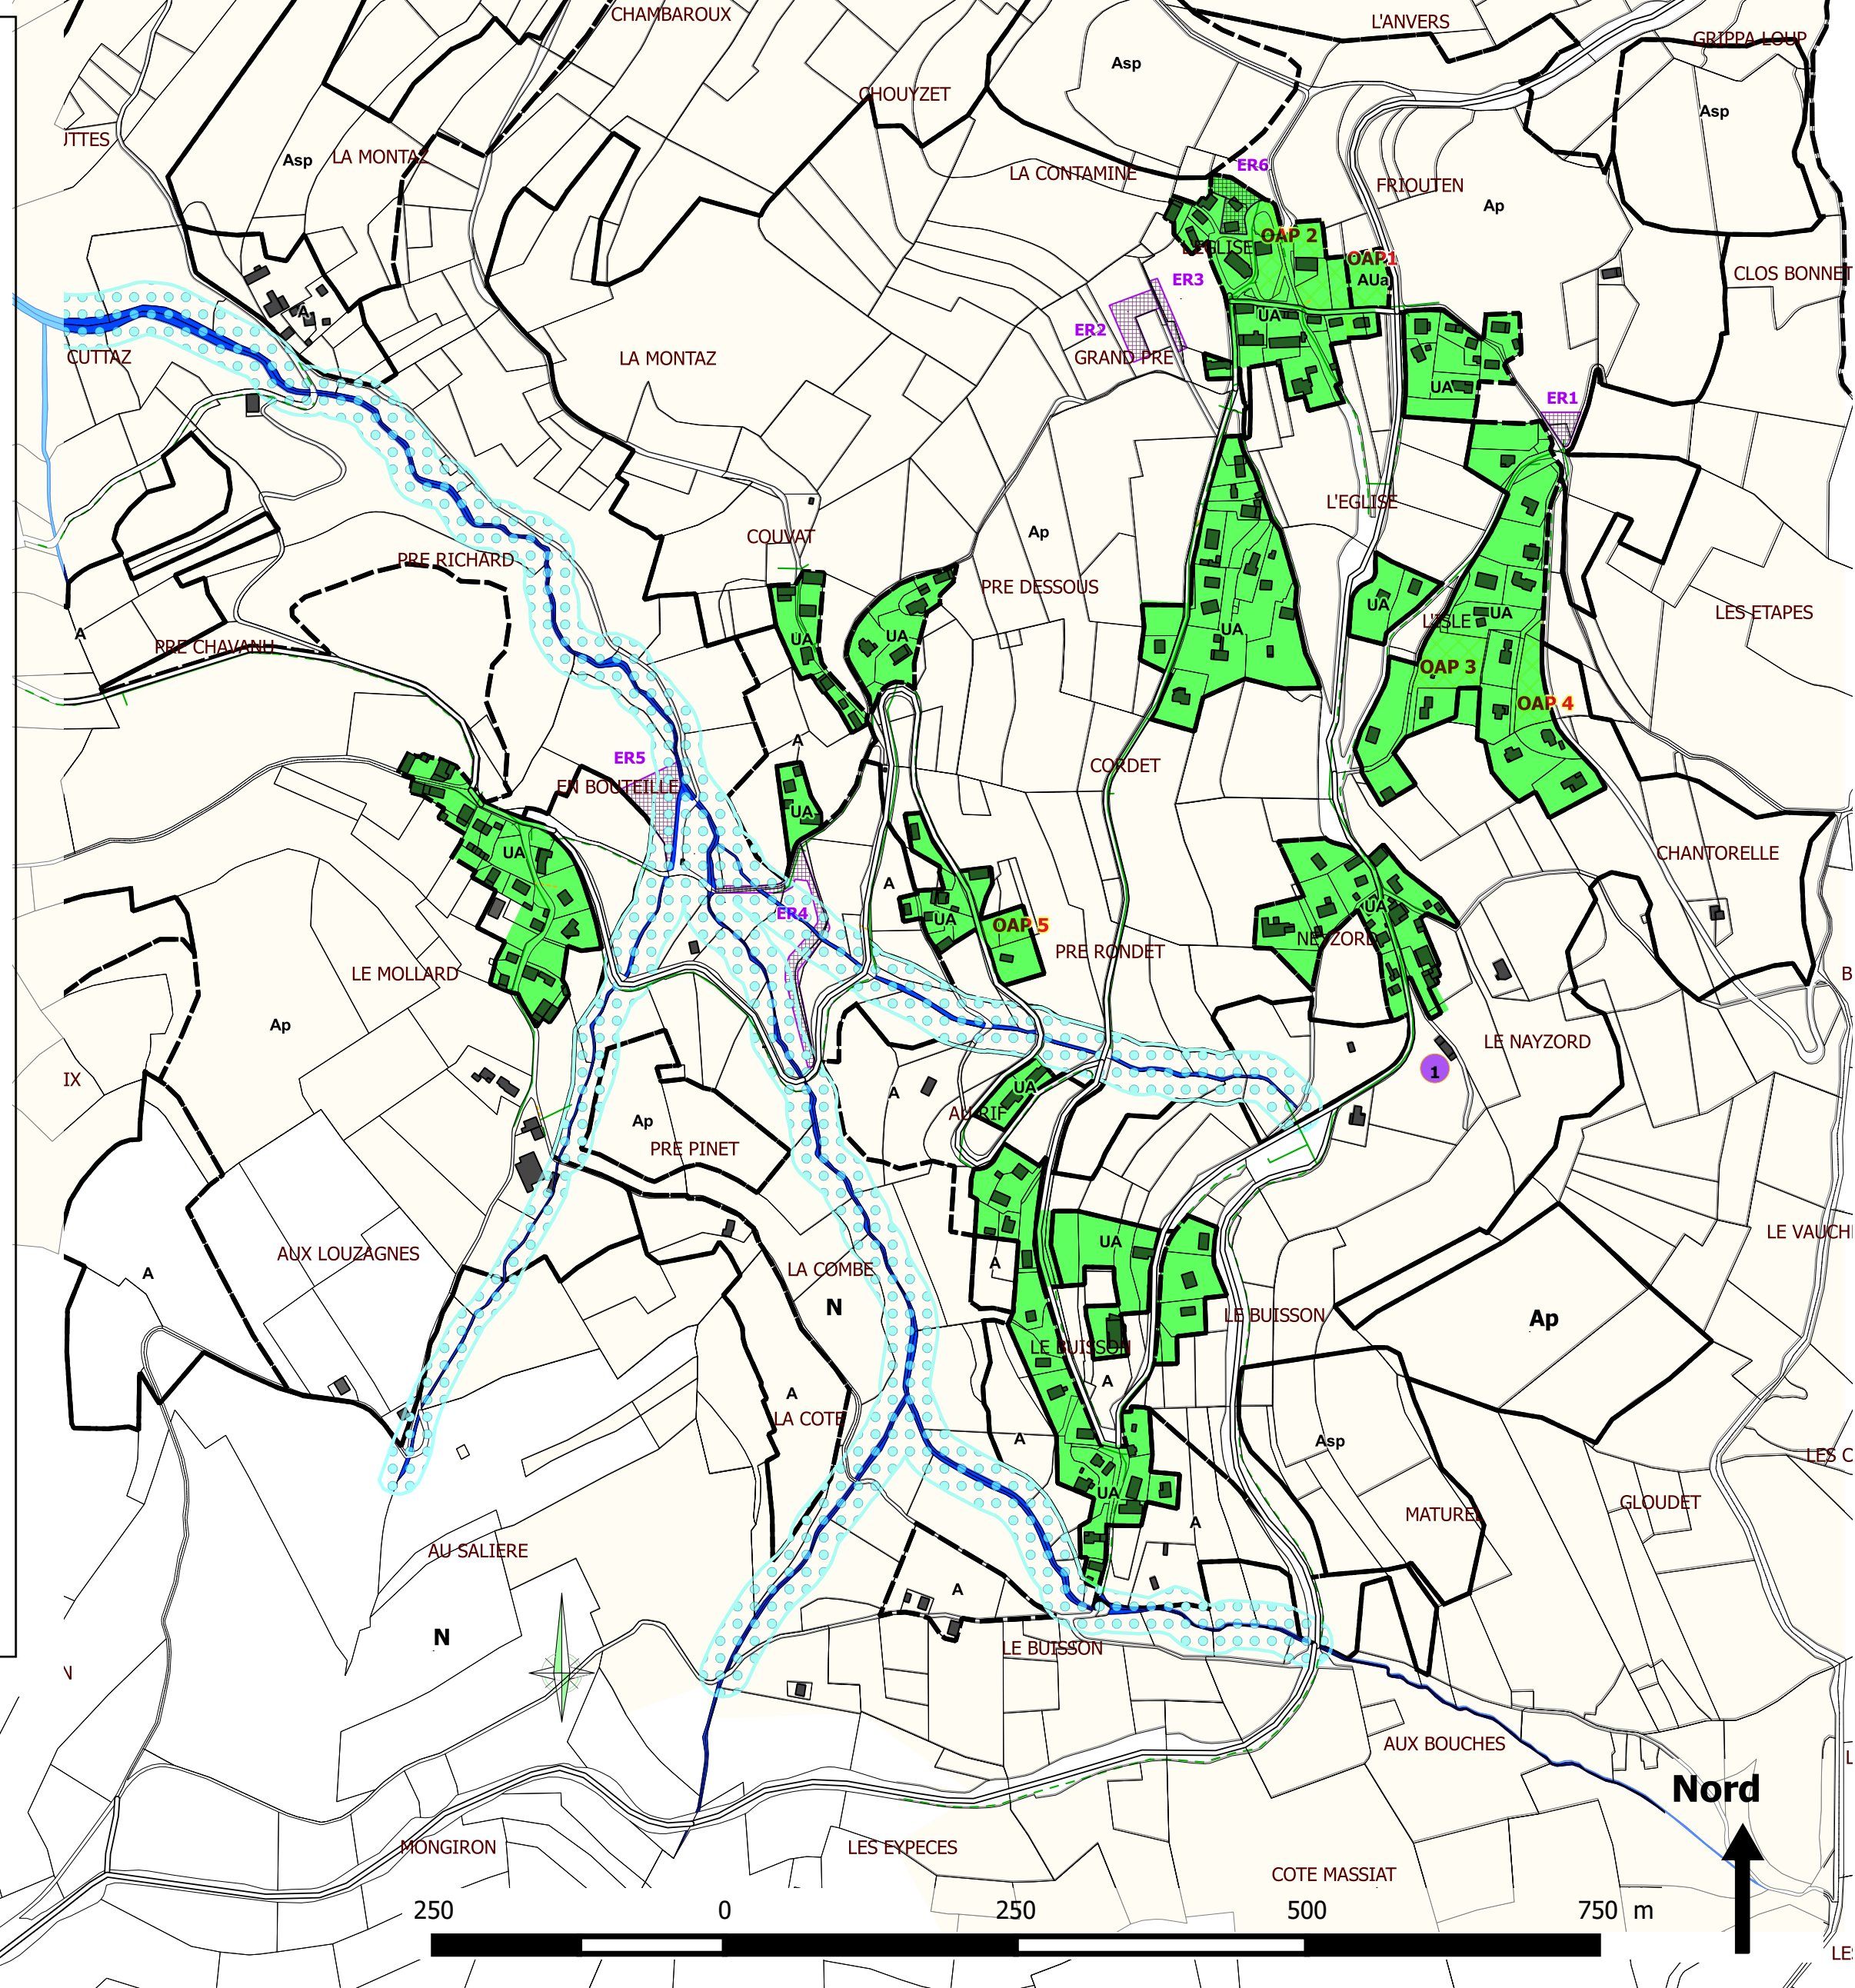 CHAMBAROUX
L'ANVERS
GRIPPA LOUP
Asp
CHOUYZET
Asp
LA MONTAZ
Asp
ER6
LA CONTAMINE
FRIOUTEN
Ap
OAP 2
L'EGLISE
OAP1
AUa
CLOS BONNET
ER3
A
UA
ER2
CUTTAZ
LA MONTAZ
GRAND PRE
UA
ER1
L'EGLISE
COUVAT
Ap
PRE RICHARD
PRE DESSOUS
UA
LES ETAPES
L'ISLE
UA
UA
A
PRE CHAVANH
UA
UA
OAP 3
OAP 4
A
ER5
CORDET
EN BOUTEILLE
UA
UA
CHANTORELLE
A
UA
ER4
UA
OAP 5
NEYZORD
PRE RONDET
LE MOLLARD
Ap
LE NAYZORD
1
IX
UA
A
AU RIF
Ap
PRE PINET
UA
AUX LOUZAGNES
LA COMBE
A
A
N
LE BUISSON
Ap
LE BUISSON
A
A
LA COTE
A
Asp
UA
GLOUDET
MATUREL
A
AU SALIERE
A
N
LE BUISSON
AUX BOUCHES
Nord
MONGIRON
LES EYPECES
COTE MASSIAT
250 0 250 500 750 m